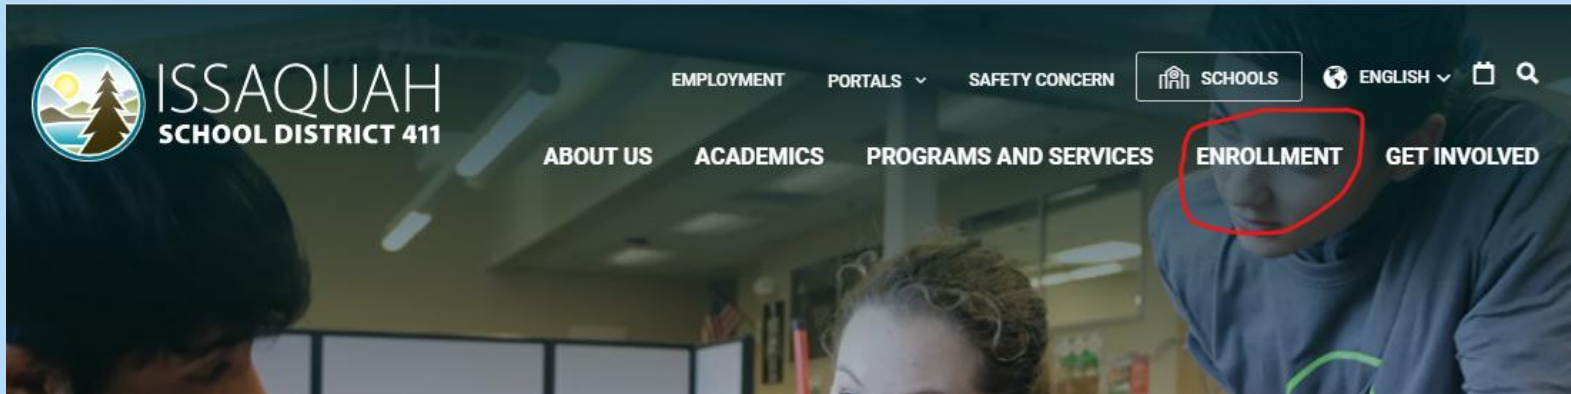 ISSAQUAH
SCHOOL DISTRICT 411
EMPLOYMENT PORTALS SAFETY CONCERN SCHOOLS ENGLISH
ABOUT US ACADEMICS PROGRAMS AND SERVICES ENROLLMENT GET INVOLVED